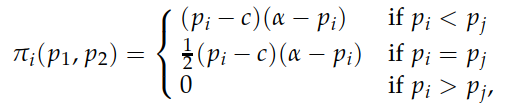 (pᵢ − c)(α − pᵢ) if pᵢ < pⱼ
πᵢ(p₁, p₂) = { ½(pᵢ − c)(α − pᵢ) if pᵢ = pⱼ
0 if pᵢ > pⱼ,